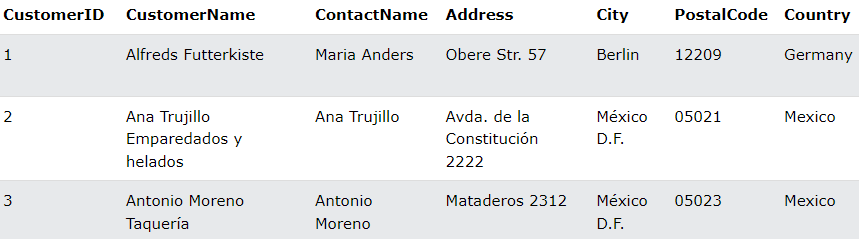 CustomerID CustomerName ContactName Address City PostalCode Country
1 Alfreds Futterkiste Maria Anders Obere Str. 57 Berlin 12209 Germany
2 Ana Trujillo Ana Trujillo Avda. de la México 05021 Mexico
Emparedados y Constitución D.F.
helados 2222
3 Antonio Moreno Antonio Mataderos 2312 México 05023 Mexico
Taquería Moreno D.F.